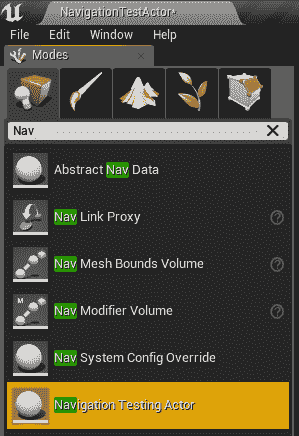 NavigationTestActor*
File Edit Window Help
Modes
Nav
Abstract Nav Data
Nav Link Proxy
Nav Mesh Bounds Volume
M
Nav Modifier Volume
Nav System Config Override
Navigation Testing Actor